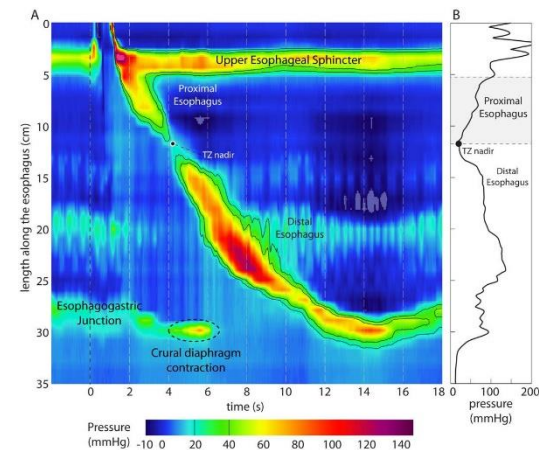 A
B
0
5
10
15
20
25
30
35
length along the esophagus (cm)
Upper Esophageal Sphincter
Proximal
Esophagus
TZ nadir
Distal
Esophagus
Esophagogastric
Junction
Crural diaphragm
contraction
0 2 4 6 8 10 12 14 16 18
time (s)
Pressure
(mmHg)
-10 0 20 40 60 80 100 120 140
Proximal
Esophagus
TZ nadir
Distal
Esophagus
0 100 200
pressure
(mmHg)